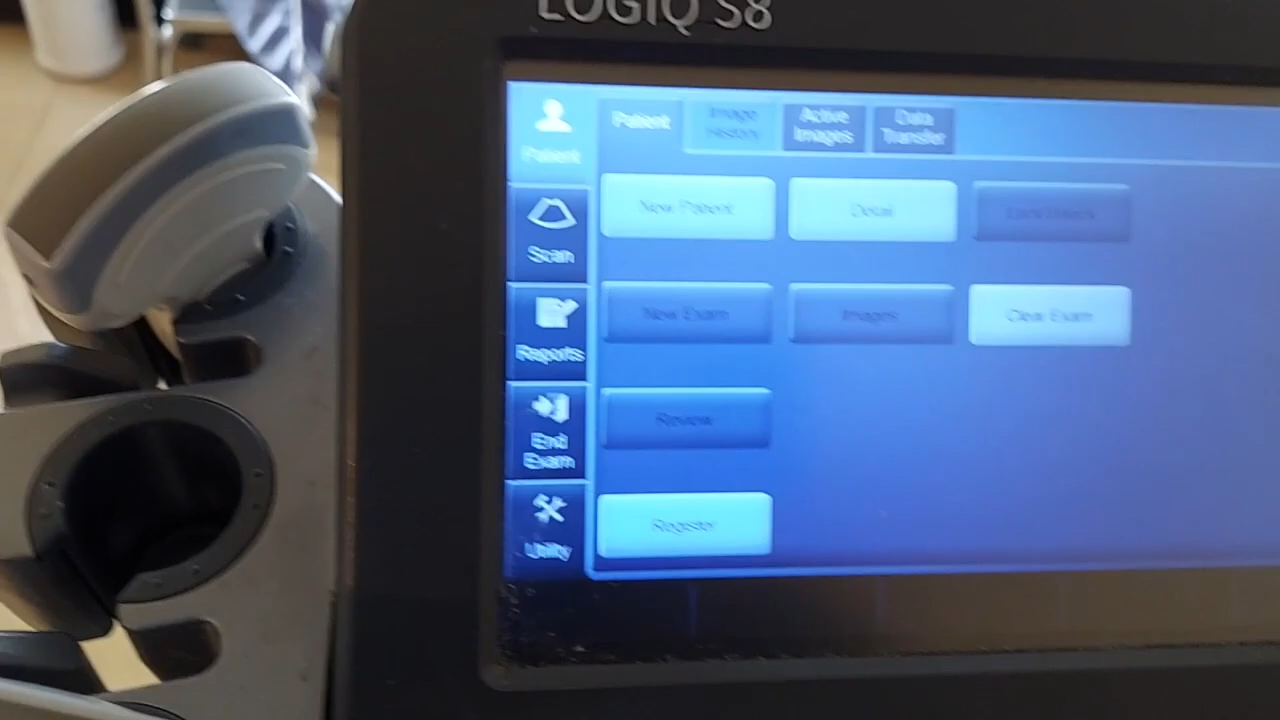 LOGIQ S8
Patient
Patient
Image
History
Active
Images
Data
Transfer
New Patient
Detail
Scan
New Exam
Images
Clear Exam
Reports
Review
End
Exam
Register
Utility